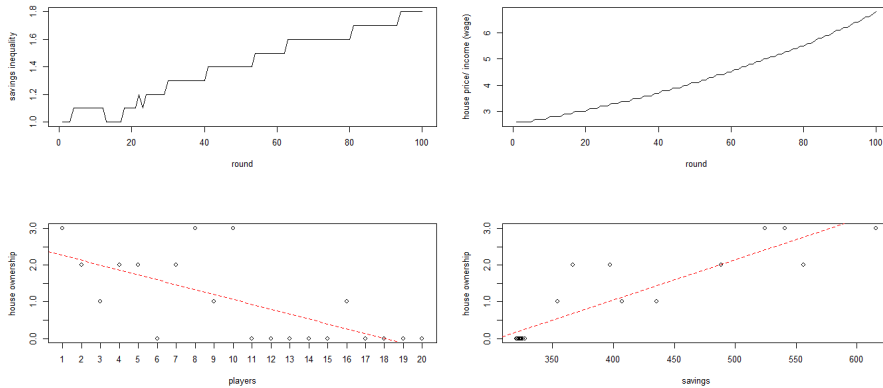 savings inequality
1.0 1.2 1.4 1.6 1.8
0 20 40 60 80 100
round
house price/ income (wage)
3 4 5 6
0 20 40 60 80 100
round
house ownership
0.0 1.0 2.0 3.0
1 2 3 4 5 6 7 8 9 10 11 12 13 14 15 16 17 18 19 20
players
house ownership
0.0 1.0 2.0 3.0
350 400 450 500 550 600
savings